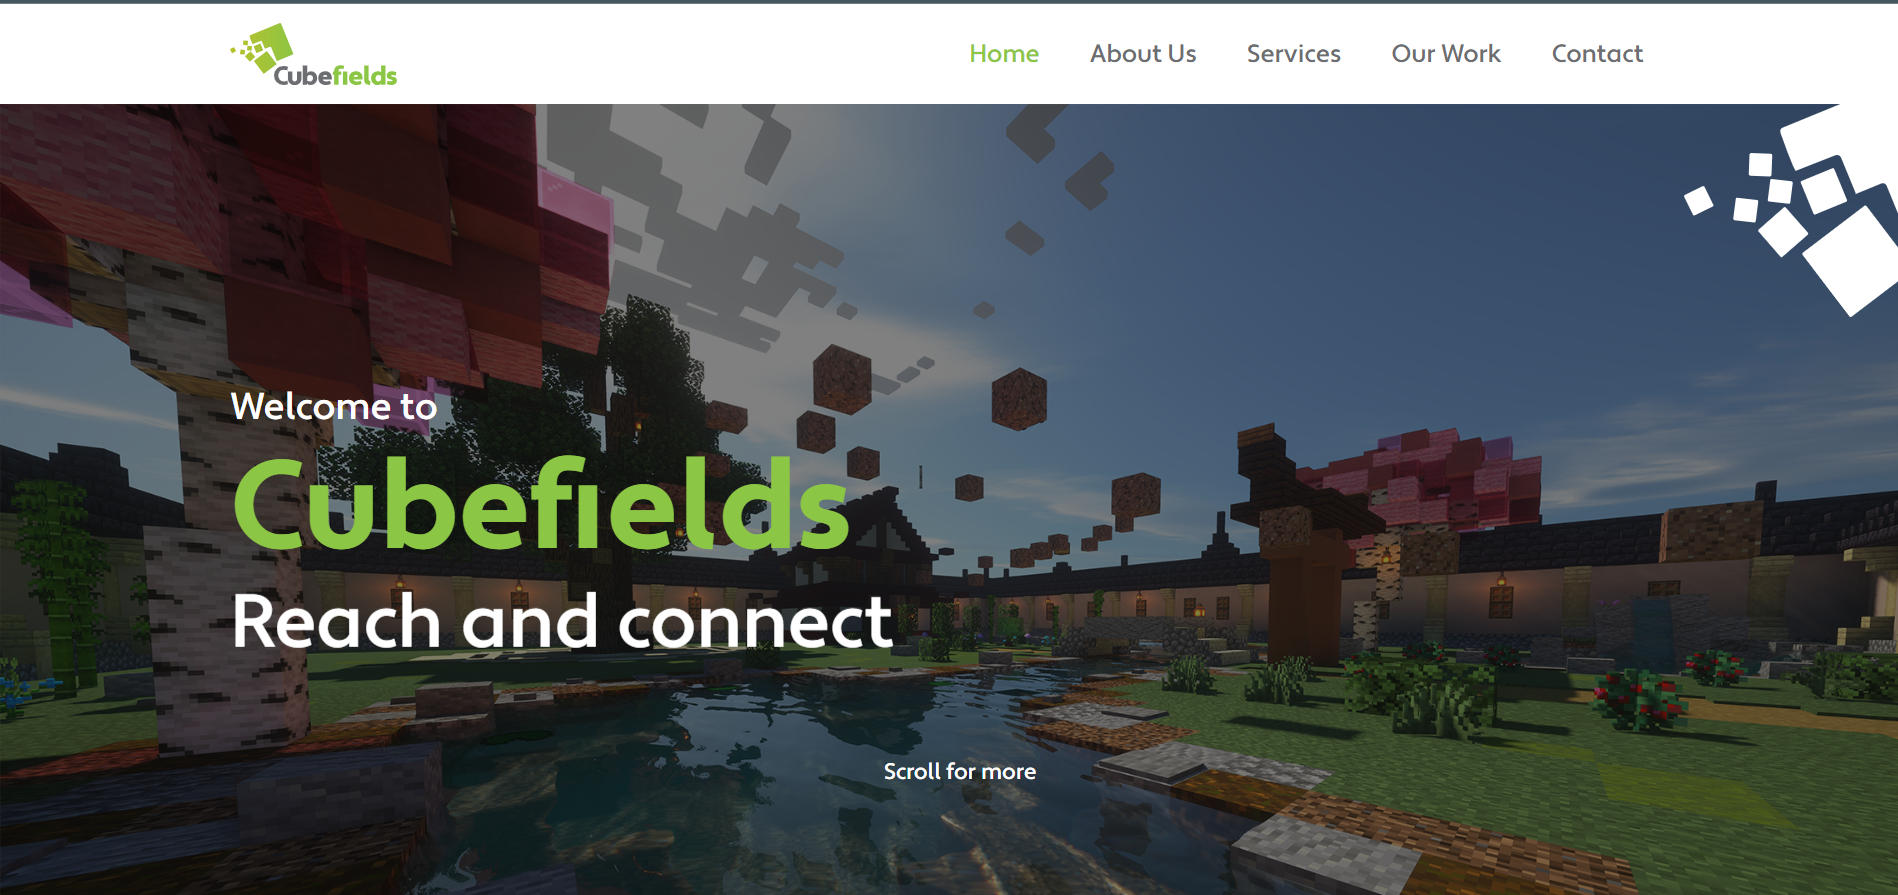 Cubefields
Home
About Us
Services
Our Work
Contact
Welcome to
Cubefields
Reach and connect
Scroll for more